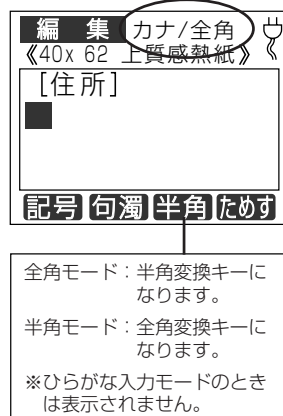 編 集 カナ/全角
《40x 62 上質感熱紙》
[住所]
記号 句濁 半角 ためす
全角モード：半角変換キーに
なります。
半角モード：全角変換キーに
なります。
※ひらがな入力モードのとき
は表示されません。